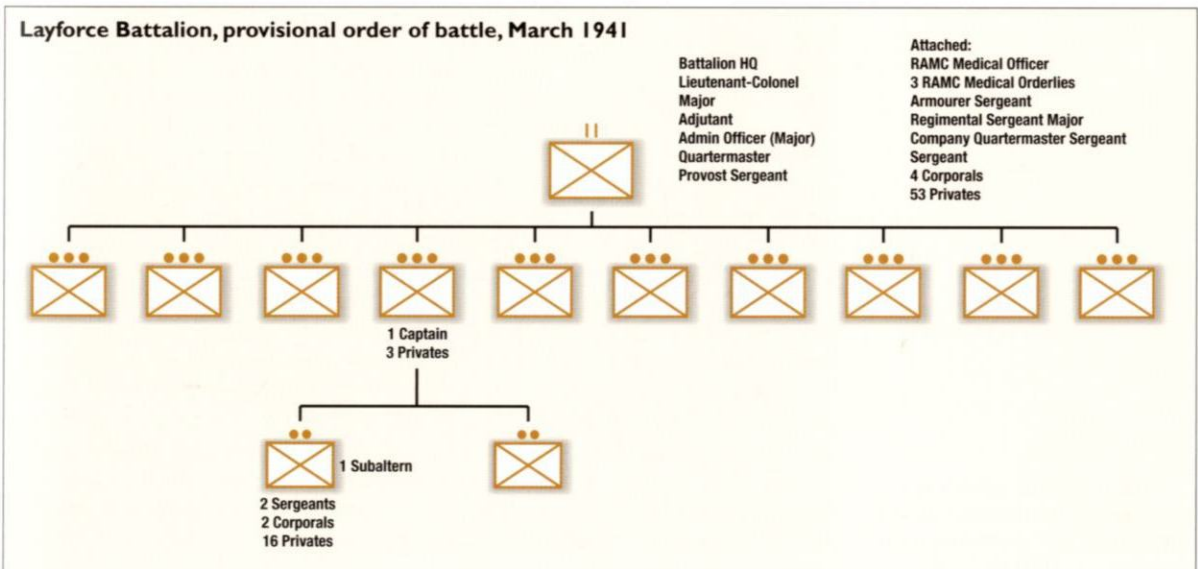 Layforce Battalion, provisional order of battle, March 1941
Battalion HQ
Lieutenant-Colonel
Major
Adjutant
Admin Officer (Major)
Quartermaster
Provost Sergeant
Attached:
RAMC Medical Officer
3 RAMC Medical Orderlies
Armourer Sergeant
Regimental Sergeant Major
Company Quartermaster Sergeant
Sergeant
4 Corporals
53 Privates
1 Captain
3 Privates
1 Subaltern
2 Sergeants
2 Corporals
16 Privates